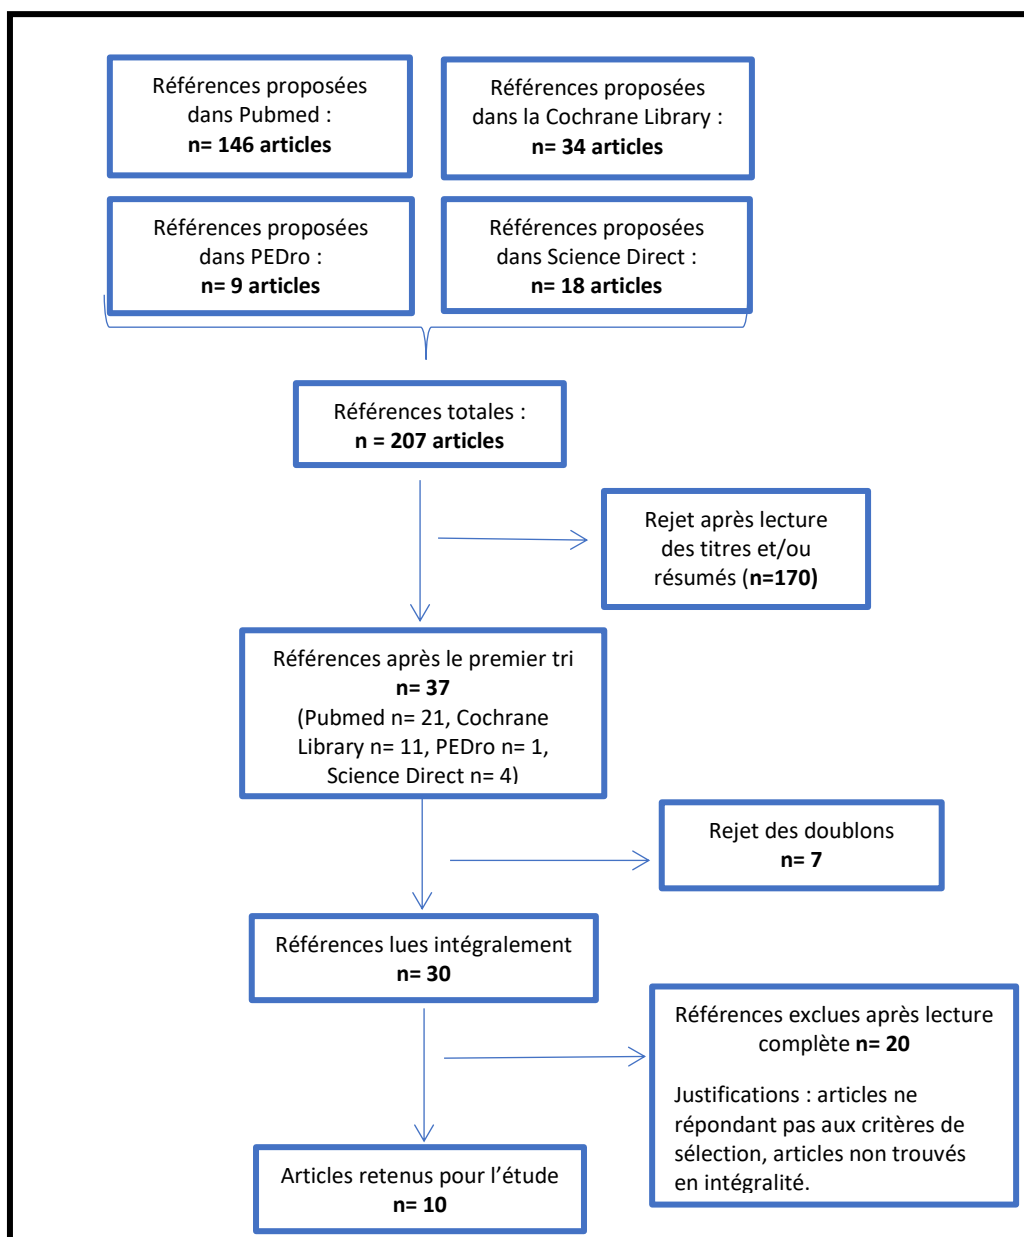 Références proposées
dans Pubmed :
n= 146 articles
Références proposées
dans la Cochrane Library :
n= 34 articles
Références proposées
dans PEDro :
n= 9 articles
Références proposées
dans Science Direct :
n= 18 articles
Références totales :
n = 207 articles
Rejet après lecture
des titres et/ou
résumés (n=170)
Références après le premier tri
n= 37
(Pubmed n= 21, Cochrane
Library n= 11, PEDro n= 1,
Science Direct n= 4)
Rejet des doublons
n= 7
Références lues intégralement
n= 30
Références exclues après lecture
complète n= 20
Justifications : articles ne
répondant pas aux critères de
sélection, articles non trouvés
en intégralité.
Articles retenus pour l’étude
n= 10